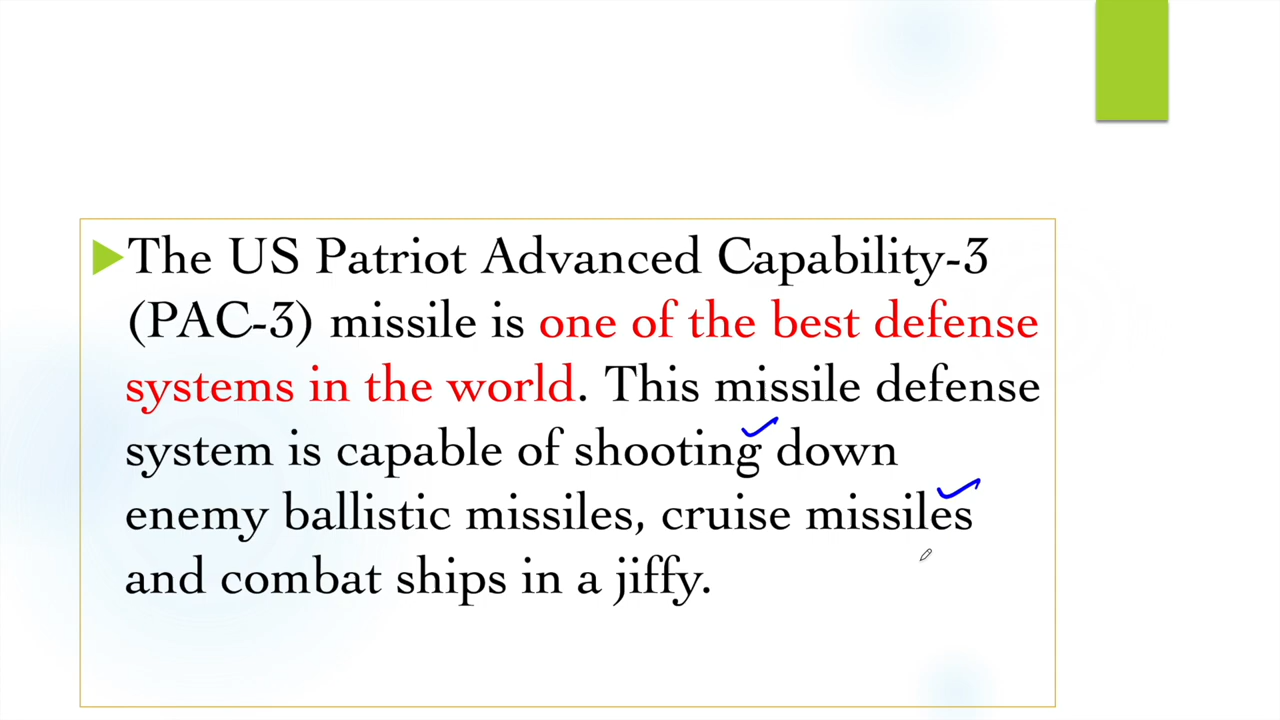 The US Patriot Advanced Capability-3
(PAC-3) missile is one of the best defense
systems in the world. This missile defense
system is capable of shooting down
enemy ballistic missiles, cruise missiles
and combat ships in a jiffy.